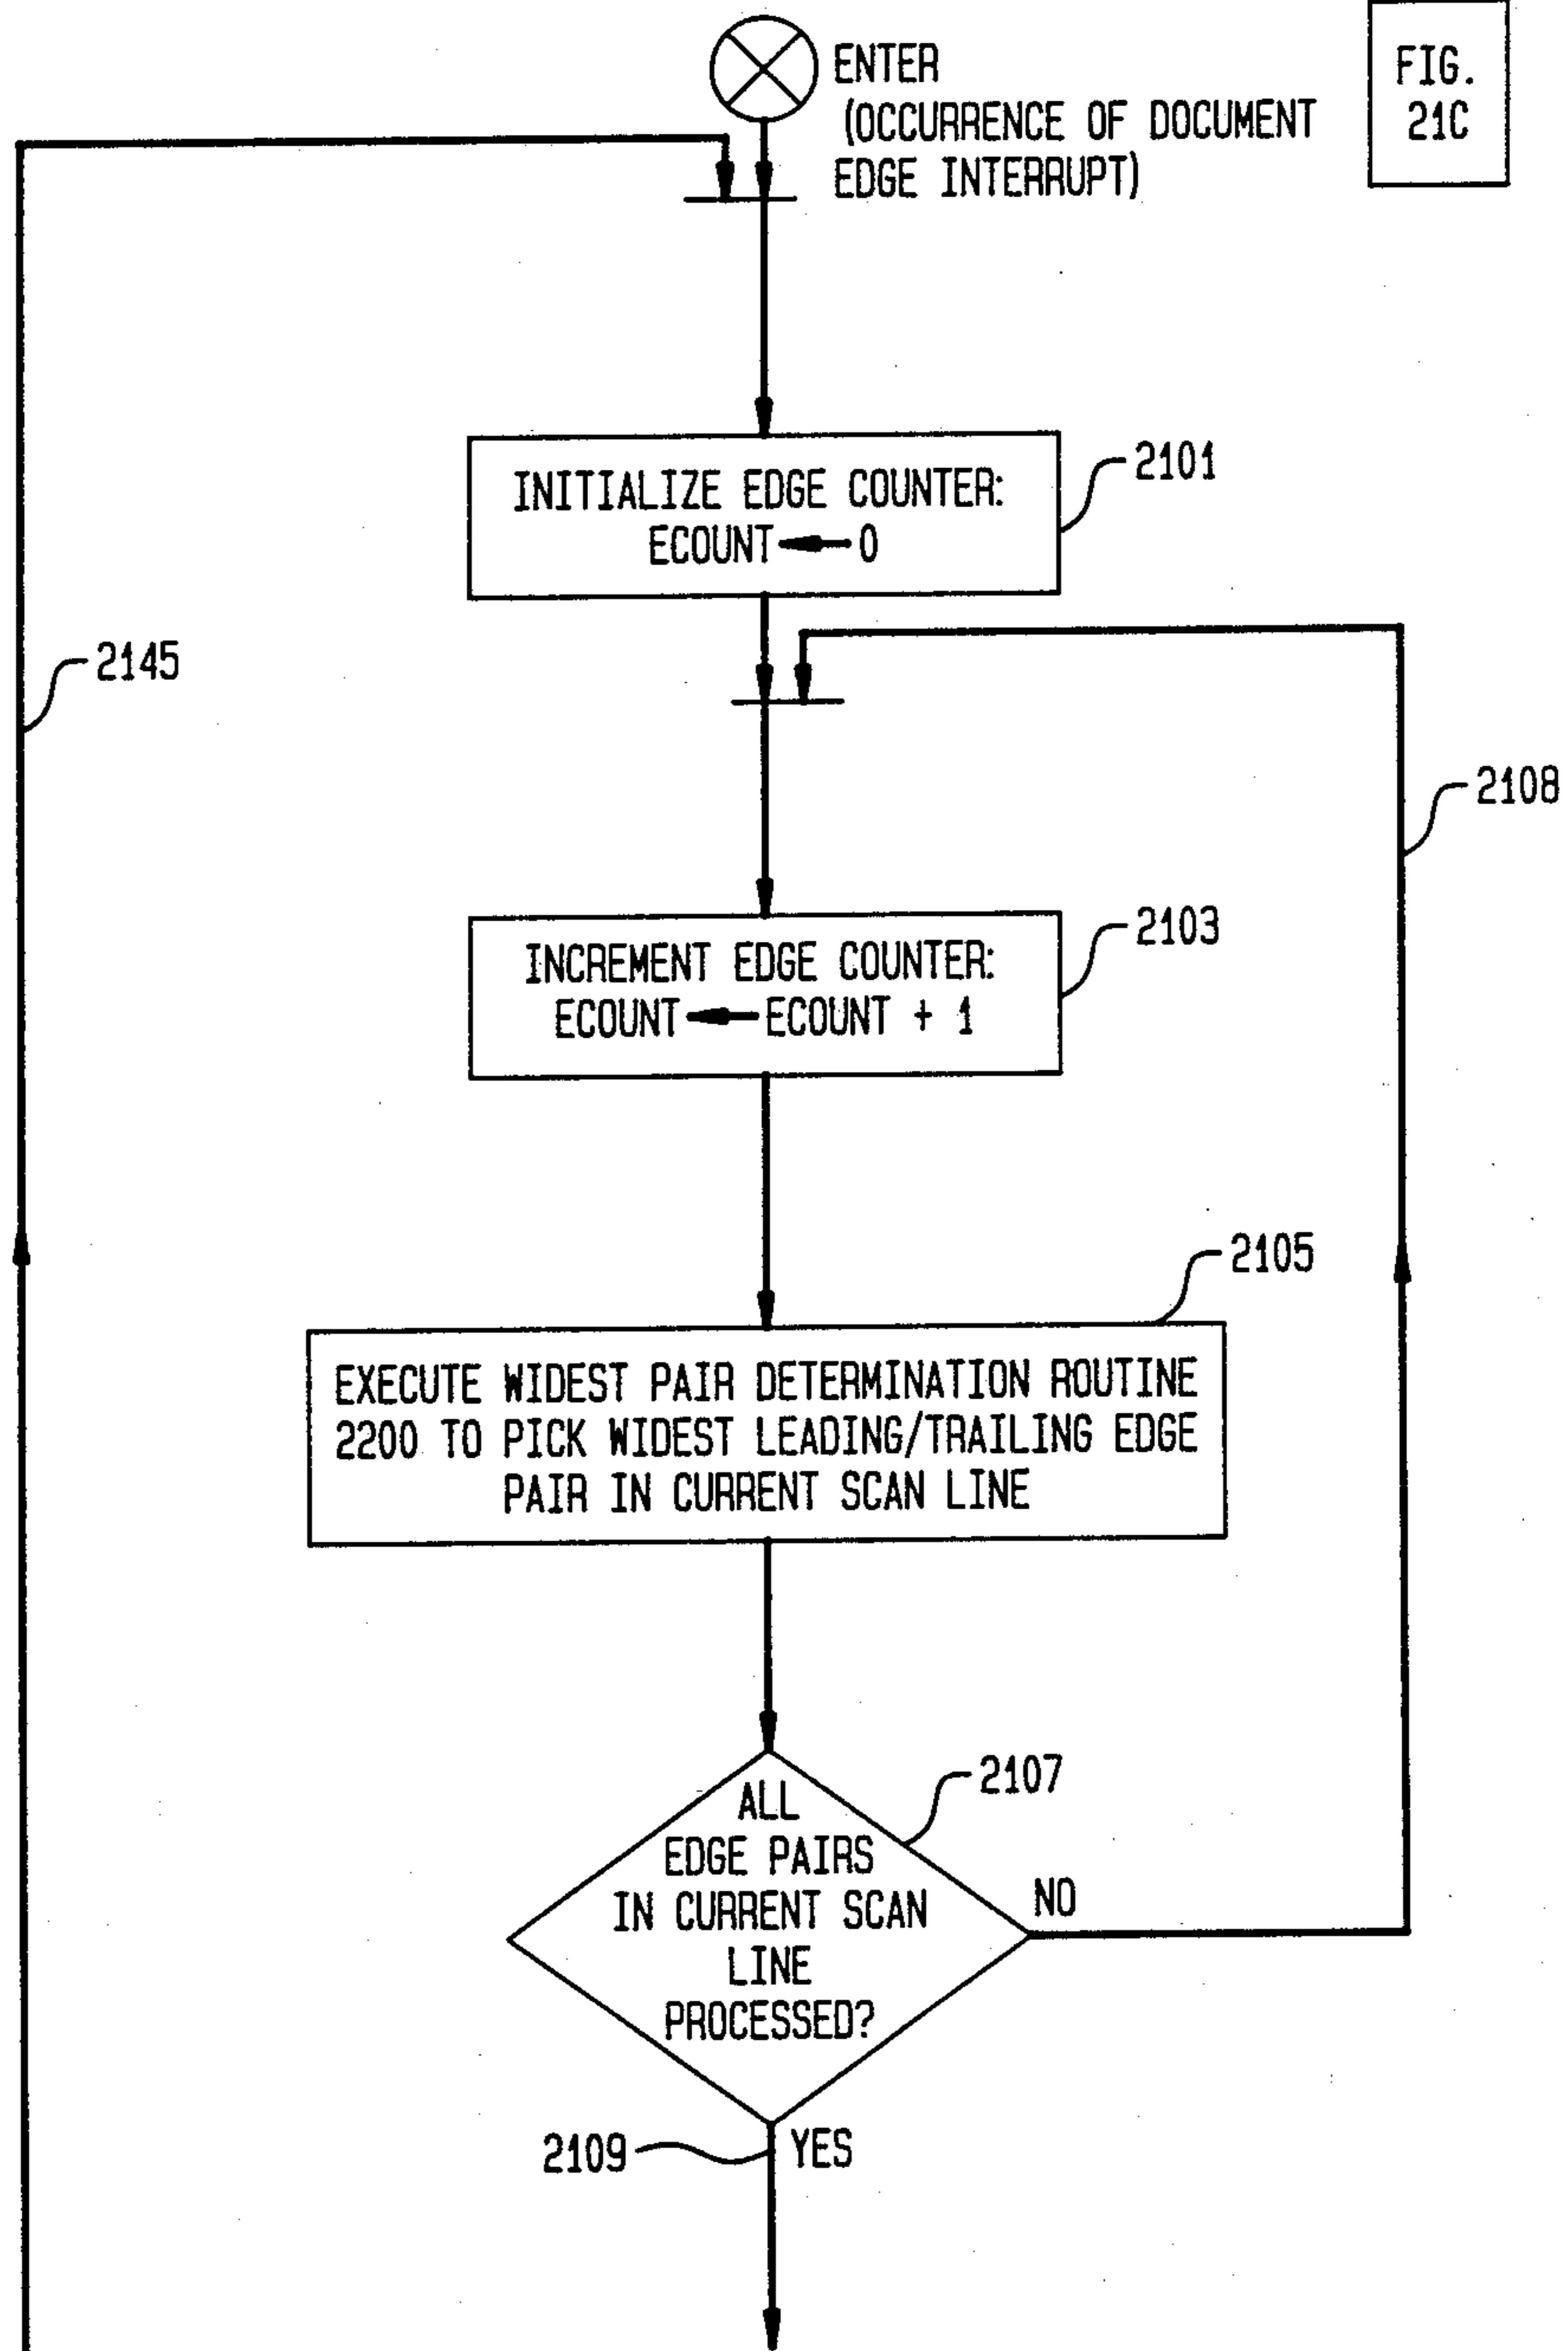 ENTER
(OCCURRENCE OF DOCUMENT
EDGE INTERRUPT)
FIG.
21C
INITIALIZE EDGE COUNTER:
ECOUNT ← 0
2101
2145
2108
INCREMENT EDGE COUNTER:
ECOUNT ← ECOUNT + 1
2103
2105
EXECUTE WIDEST PAIR DETERMINATION ROUTINE
2200 TO PICK WIDEST LEADING/TRAILING EDGE
PAIR IN CURRENT SCAN LINE
2107
ALL
EDGE PAIRS
IN CURRENT SCAN
LINE
PROCESSED?
NO
2109
YES